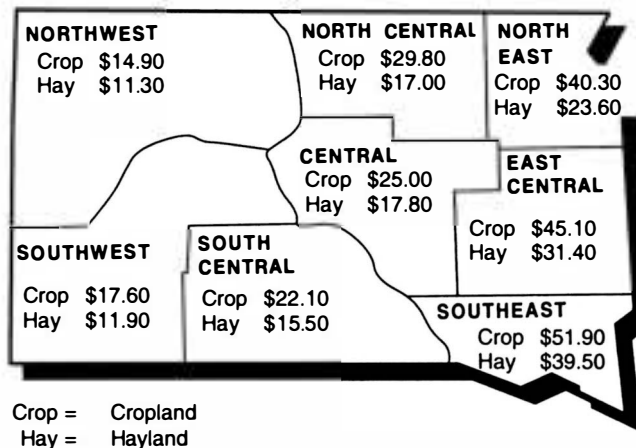 NORTHWEST
Crop $14.90
Hay $11.30
NORTH CENTRAL
Crop $29.80
Hay $17.00
NORTH
EAST
Crop $40.30
Hay $23.60
CENTRAL
Crop $25.00
Hay $17.80
EAST
CENTRAL
Crop $45.10
Hay $31.40
SOUTHWEST
Crop $17.60
Hay $11.90
SOUTH
CENTRAL
Crop $22.10
Hay $15.50
SOUTHEAST
Crop $51.90
Hay $39.50
Crop = Cropland
Hay = Hayland